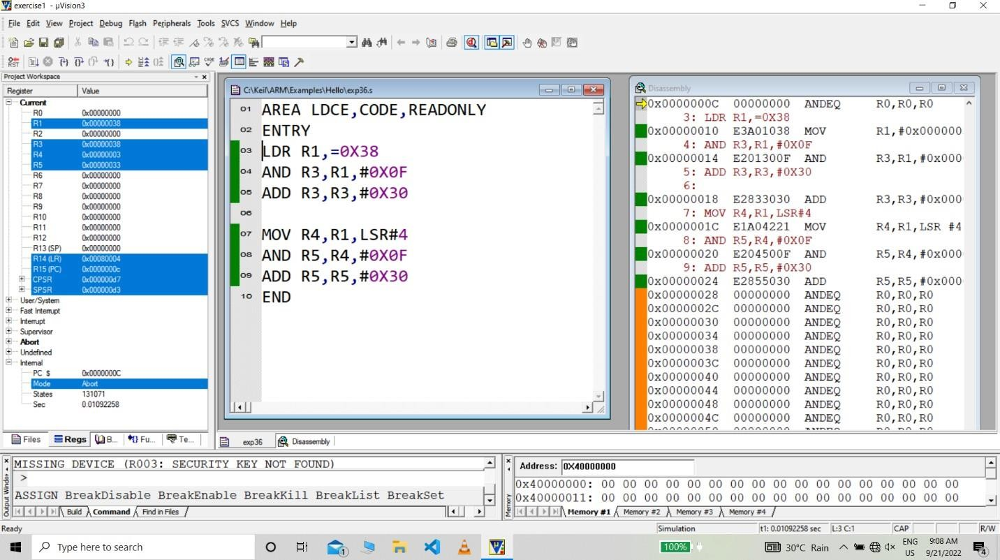 exercise1 - µVision3
File Edit View Project Debug Flash Peripherals Tools SVCS Window Help
Project Workspace
Register Value
Current
R0 0x00000000
R1 0x00000038
R2 0x00000000
R3 0x00000038
R4 0x00000003
R5 0x00000033
R6 0x00000000
R7 0x00000000
R8 0x00000000
R9 0x00000000
R10 0x00000000
R11 0x00000000
R12 0x00000000
R13 (SP) 0x00000000
R14 (LR) 0x00080004
R15 (PC) 0x0000000c
CPSR 0x000000d7
SPSR 0x000000d3
User/System
Fast Interrupt
Interrupt
Supervisor
Abort
Undefined
Internal
PC $ 0x0000000C
Mode Abort
States 131071
Sec 0.01092258
Files Regs B... Fu... Te...
C:\Keil\ARM\Examples\Hello\exp36.s
01 AREA LDCE,CODE,READONLY
02 ENTRY
03 LDR R1,=0X38
04 AND R3,R1,#0X0F
05 ADD R3,R3,#0X30
06
07 MOV R4,R1,LSR#4
08 AND R5,R4,#0X0F
09 ADD R5,R5,#0X30
10 END
exp36 Disassembly
Disassembly
0x0000000C 00000000 ANDEQ R0,R0,R0
3: LDR R1,=0X38
0x00000010 E3A01038 MOV R1,#0x000000
4: AND R3,R1,#0X0F
0x00000014 E201300F AND R3,R1,#0x000
5: ADD R3,R3,#0X30
6:
0x00000018 E2833030 ADD R3,R3,#0x000
7: MOV R4,R1,LSR#4
0x0000001C E1A04221 MOV R4,R1,LSR #4
8: AND R5,R4,#0X0F
0x00000020 E204500F AND R5,R4,#0x000
9: ADD R5,R5,#0X30
0x00000024 E2855030 ADD R5,R5,#0x000
0x00000028 00000000 ANDEQ R0,R0,R0
0x0000002C 00000000 ANDEQ R0,R0,R0
0x00000030 00000000 ANDEQ R0,R0,R0
0x00000034 00000000 ANDEQ R0,R0,R0
0x00000038 00000000 ANDEQ R0,R0,R0
0x0000003C 00000000 ANDEQ R0,R0,R0
0x00000040 00000000 ANDEQ R0,R0,R0
0x00000044 00000000 ANDEQ R0,R0,R0
0x00000048 00000000 ANDEQ R0,R0,R0
0x0000004C 00000000 ANDEQ R0,R0,R0
Output Window
MISSING DEVICE (R003: SECURITY KEY NOT FOUND)
>
ASSIGN BreakDisable BreakEnable BreakKill BreakList BreakSet
Build Command Find in Files
Memory
Address: 0X40000000
0x40000000: 00 00 00 00 00 00 00 00 00 00 00 00 00 00 00 00 00
0x40000011: 00 00 00 00 00 00 00 00 00 00 00 00 00 00 00 00 00
Memory #1 Memory #2 Memory #3 Memory #4
Ready Simulation t1: 0.01092258 sec L:3 C:1 CAP R/W
Type here to search 1 100% 30°C Rain ENG US 9:08 AM 9/21/2022 4